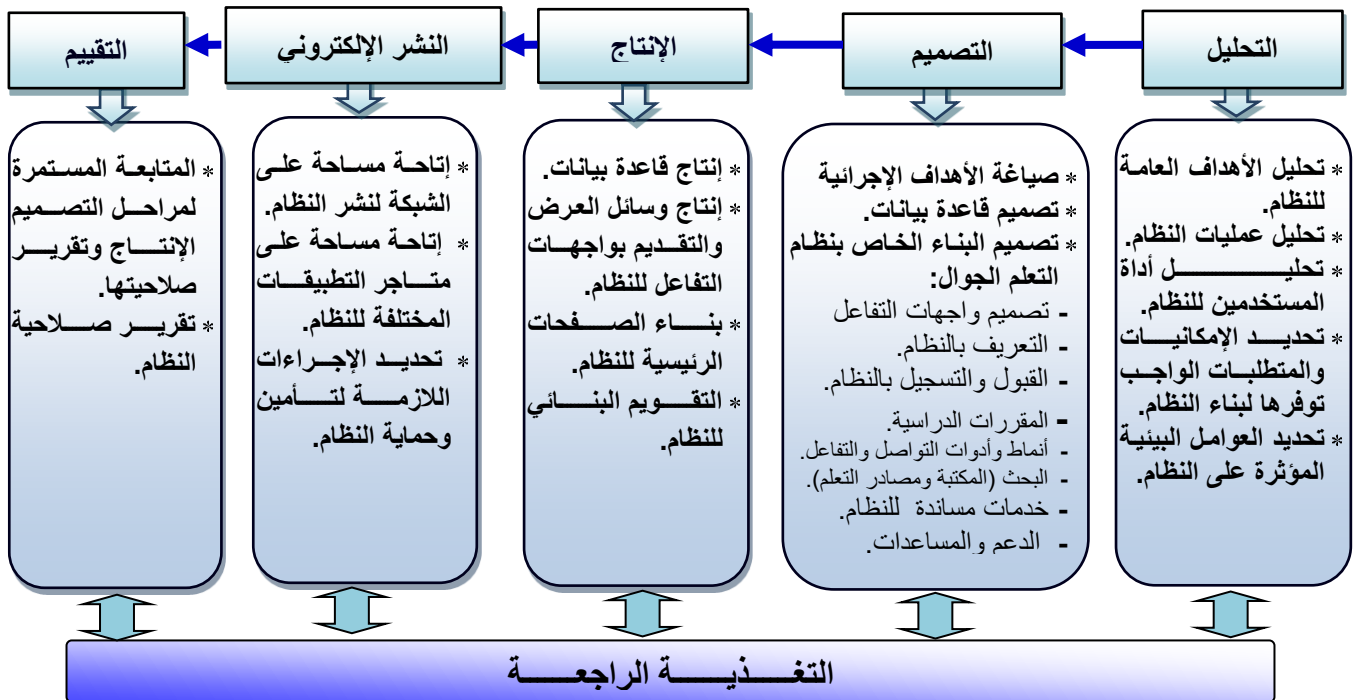 التحليل
التصميم
الإنتاج
النشر الإلكتروني
التقييم
* تحليل الأهداف العامة
للنظام.
* تحليل عمليات النظام.
* تحليل أداة
المستخدمين للنظام.
* تحديد الإمكانيات
والمتطلبات الواجب
توفرها لبناء النظام.
* تحديد العوامل البيئية
المؤثرة على النظام.
* صياغة الأهداف الإجرائية
* تصميم قاعدة بيانات.
* تصميم البناء الخاص بنظام
التعلم الجوال:
- تصميم واجهات التفاعل
- التعريف بالنظام.
- القبول والتسجيل بالنظام.
- المقررات الدراسية.
- أنماط وأدوات التواصل والتفاعل.
- البحث (المكتبة ومصادر التعلم).
- خدمات مساندة للنظام.
- الدعم والمساعدات.
* إنتاج قاعدة بيانات.
* إنتاج وسائل العرض
والتقديم بواجهات
التفاعل للنظام.
* بناء الصفحات
الرئيسية للنظام.
* التقويم البنائي
للنظام.
* إتاحة مساحة على
الشبكة لنشر النظام.
* إتاحة مساحة على
متاجر التطبيقات
المختلفة للنظام.
* تحديد الإجراءات
اللازمة لتأمين
وحماية النظام.
* المتابعة المستمرة
لمراحل التصميم
الإنتاج وتقرير
صلاحيتها.
* تقرير صلاحية
النظام.
التغذية الراجعة